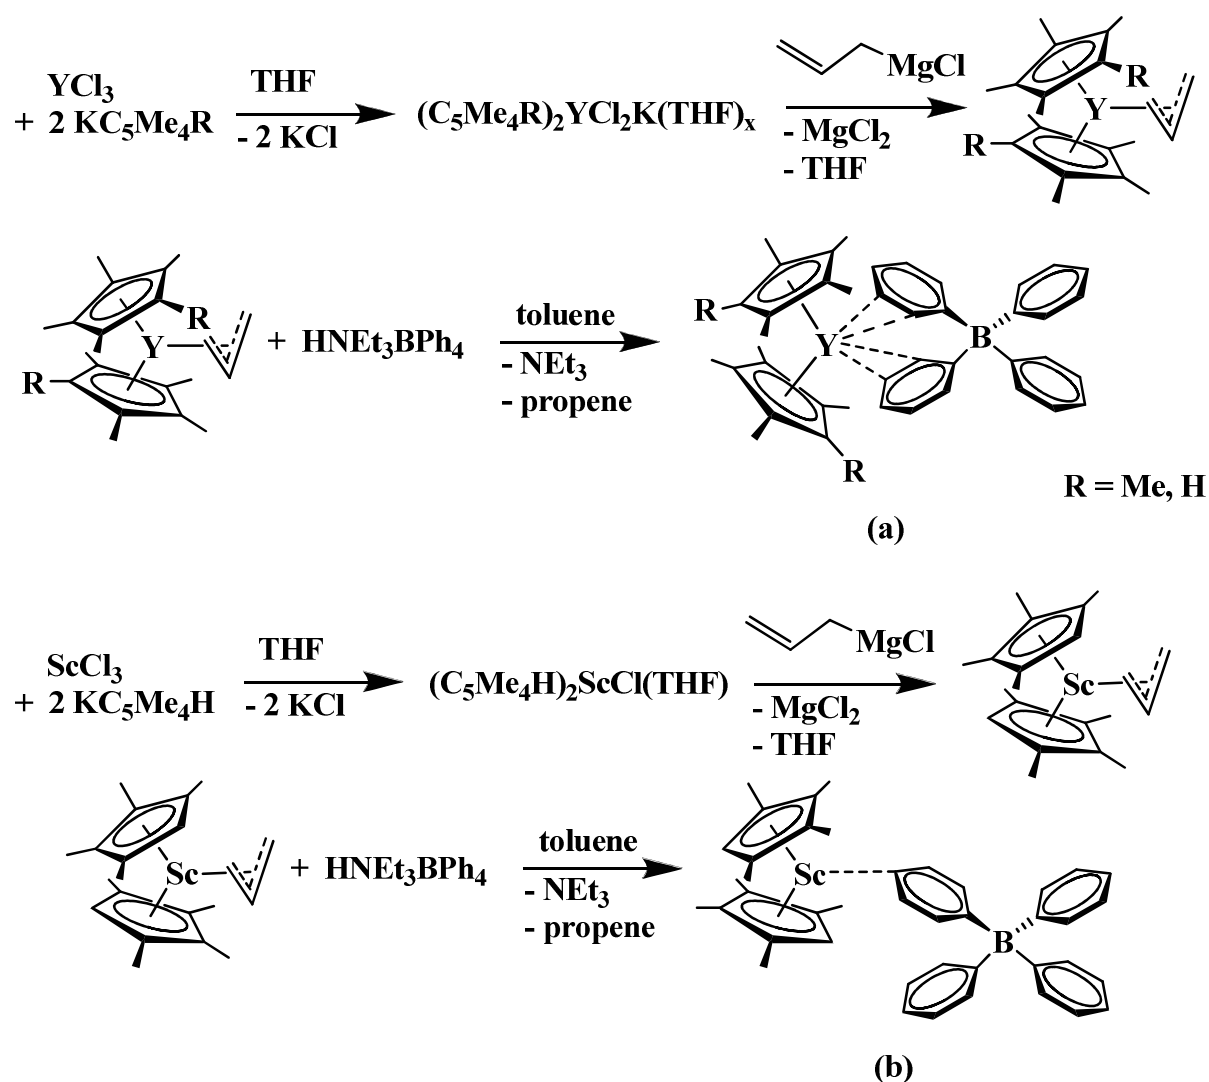 YCl3
+ 2 KC5Me4R
THF
- 2 KCl
(C5Me4R)2YCl2K(THF)x
MgCl
- MgCl2
- THF
R
Y
R
R
Y
R
+ HNEt3BPh4
toluene
- NEt3
- propene
R
Y
B
R
R = Me, H
(a)
ScCl3
+ 2 KC5Me4H
THF
- 2 KCl
(C5Me4H)2ScCl(THF)
MgCl
- MgCl2
- THF
Sc
Sc
+ HNEt3BPh4
toluene
- NEt3
- propene
Sc
B
(b)